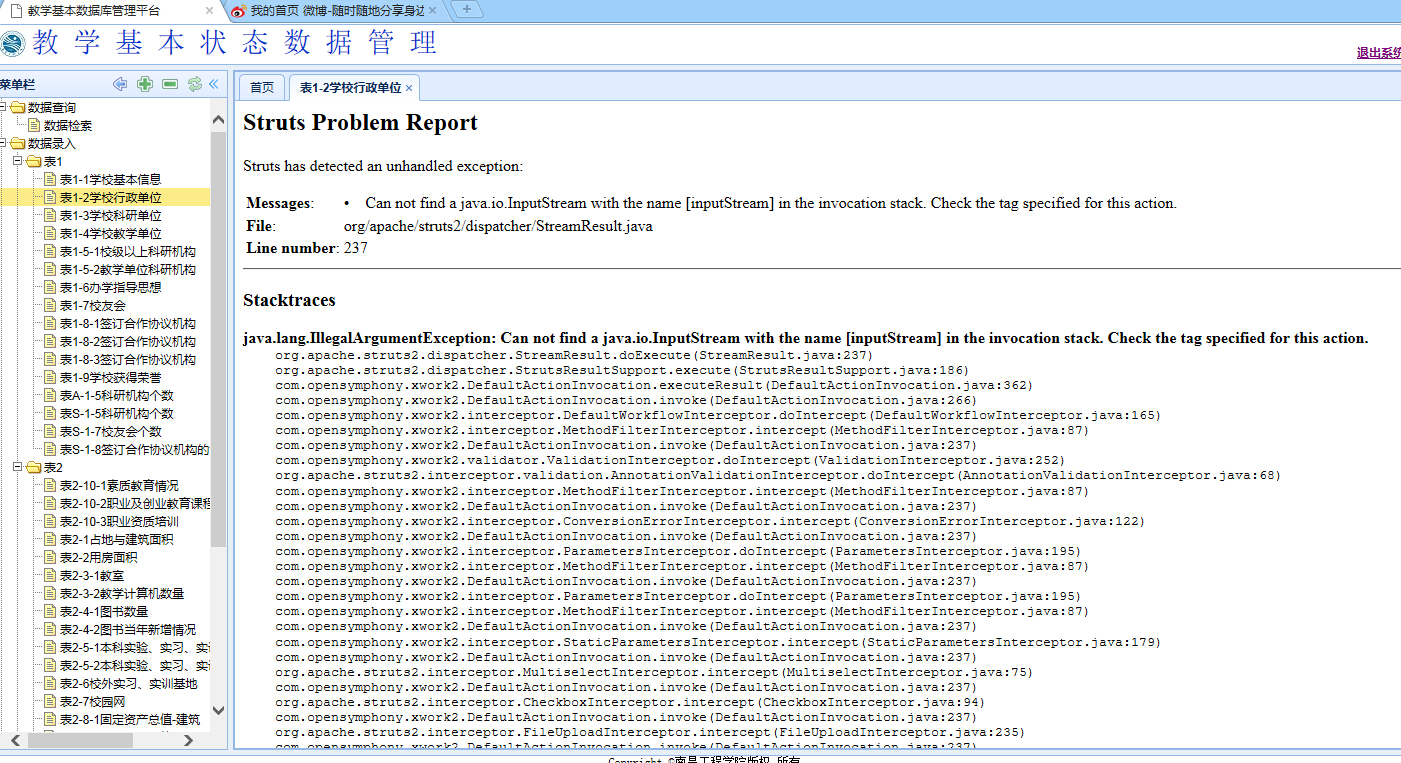 教学基本数据库管理平台
我的首页 微博-随时随地分享身边
教学基本状态数据管理
退出系统
菜单栏
首页
表1-2学校行政单位
数据查询
数据检索
数据录入
表1
表1-1学校基本信息
表1-2学校行政单位
表1-3学校科研单位
表1-4学校教学单位
表1-5-1校级以上科研机构
表1-5-2教学单位科研机构
表1-6办学指导思想
表1-7校友会
表1-8-1签订合作协议机构
表1-8-2签订合作协议机构
表1-8-3签订合作协议机构
表1-9学校获得荣誉
表A-1-5科研机构个数
表S-1-5科研机构个数
表S-1-7校友会个数
表S-1-8签订合作协议机构的
表2
表2-10-1素质教育情况
表2-10-2职业及创业教育课程
表2-10-3职业资质培训
表2-1占地与建筑面积
表2-2用房面积
表2-3-1教室
表2-3-2教学计算机数量
表2-4-1图书数量
表2-4-2图书当年新增情况
表2-5-1本科实验、实习、实
表2-5-2本科实验、实习、实
表2-6校外实习、实训基地
表2-7校园网
表2-8-1固定资产总值-建筑
Struts Problem Report
Struts has detected an unhandled exception:
Messages: • Can not find a java.io.InputStream with the name [inputStream] in the invocation stack. Check the tag specified for this action.
File: org/apache/struts2/dispatcher/StreamResult.java
Line number: 237
Stacktraces
java.lang.IllegalArgumentException: Can not find a java.io.InputStream with the name [inputStream] in the invocation stack. Check the tag specified for this action.
org.apache.struts2.dispatcher.StreamResult.doExecute(StreamResult.java:237)
org.apache.struts2.dispatcher.StrutsResultSupport.execute(StrutsResultSupport.java:186)
com.opensymphony.xwork2.DefaultActionInvocation.executeResult(DefaultActionInvocation.java:362)
com.opensymphony.xwork2.DefaultActionInvocation.invoke(DefaultActionInvocation.java:266)
com.opensymphony.xwork2.interceptor.DefaultWorkflowInterceptor.doIntercept(DefaultWorkflowInterceptor.java:165)
com.opensymphony.xwork2.interceptor.MethodFilterInterceptor.intercept(MethodFilterInterceptor.java:87)
com.opensymphony.xwork2.DefaultActionInvocation.invoke(DefaultActionInvocation.java:237)
com.opensymphony.xwork2.validator.ValidationInterceptor.doIntercept(ValidationInterceptor.java:252)
org.apache.struts2.interceptor.validation.AnnotationValidationInterceptor.doIntercept(AnnotationValidationInterceptor.java:68)
com.opensymphony.xwork2.interceptor.MethodFilterInterceptor.intercept(MethodFilterInterceptor.java:87)
com.opensymphony.xwork2.DefaultActionInvocation.invoke(DefaultActionInvocation.java:237)
com.opensymphony.xwork2.interceptor.ConversionErrorInterceptor.intercept(ConversionErrorInterceptor.java:122)
com.opensymphony.xwork2.DefaultActionInvocation.invoke(DefaultActionInvocation.java:237)
com.opensymphony.xwork2.interceptor.ParametersInterceptor.doIntercept(ParametersInterceptor.java:195)
com.opensymphony.xwork2.interceptor.MethodFilterInterceptor.intercept(MethodFilterInterceptor.java:87)
com.opensymphony.xwork2.DefaultActionInvocation.invoke(DefaultActionInvocation.java:237)
com.opensymphony.xwork2.interceptor.ParametersInterceptor.doIntercept(ParametersInterceptor.java:195)
com.opensymphony.xwork2.interceptor.MethodFilterInterceptor.intercept(MethodFilterInterceptor.java:87)
com.opensymphony.xwork2.DefaultActionInvocation.invoke(DefaultActionInvocation.java:237)
com.opensymphony.xwork2.interceptor.StaticParametersInterceptor.intercept(StaticParametersInterceptor.java:179)
com.opensymphony.xwork2.DefaultActionInvocation.invoke(DefaultActionInvocation.java:237)
org.apache.struts2.interceptor.MultiselectInterceptor.intercept(MultiselectInterceptor.java:75)
com.opensymphony.xwork2.DefaultActionInvocation.invoke(DefaultActionInvocation.java:237)
org.apache.struts2.interceptor.CheckboxInterceptor.intercept(CheckboxInterceptor.java:94)
com.opensymphony.xwork2.DefaultActionInvocation.invoke(DefaultActionInvocation.java:237)
org.apache.struts2.interceptor.FileUploadInterceptor.intercept(FileUploadInterceptor.java:235)
com.opensymphony.xwork2.DefaultActionInvocation.invoke(DefaultActionInvocation.java:237)
Copyright ©南昌工程学院版权 所有